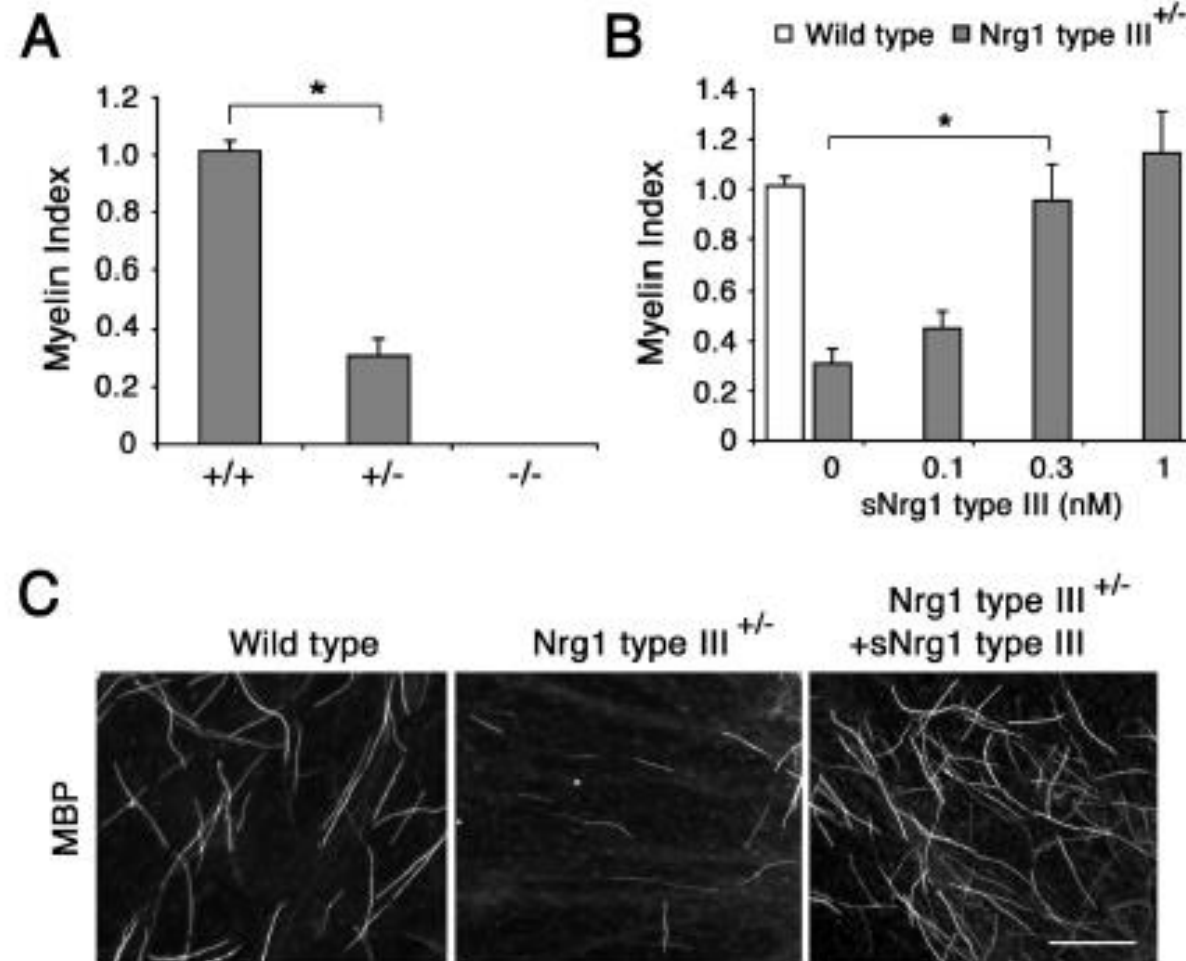 A
*
1.2
1.0
0.8
0.6
0.4
0.2
0
Myelin Index
+/+ +/- -/-
B
Wild type Nrg1 type III+/-
*
1.4
1.2
1.0
0.8
0.6
0.4
0.2
0
Myelin Index
0 0.1 0.3 1
sNrg1 type III (nM)
C
Wild type
Nrg1 type III +/-
Nrg1 type III +/-
+sNrg1 type III
MBP